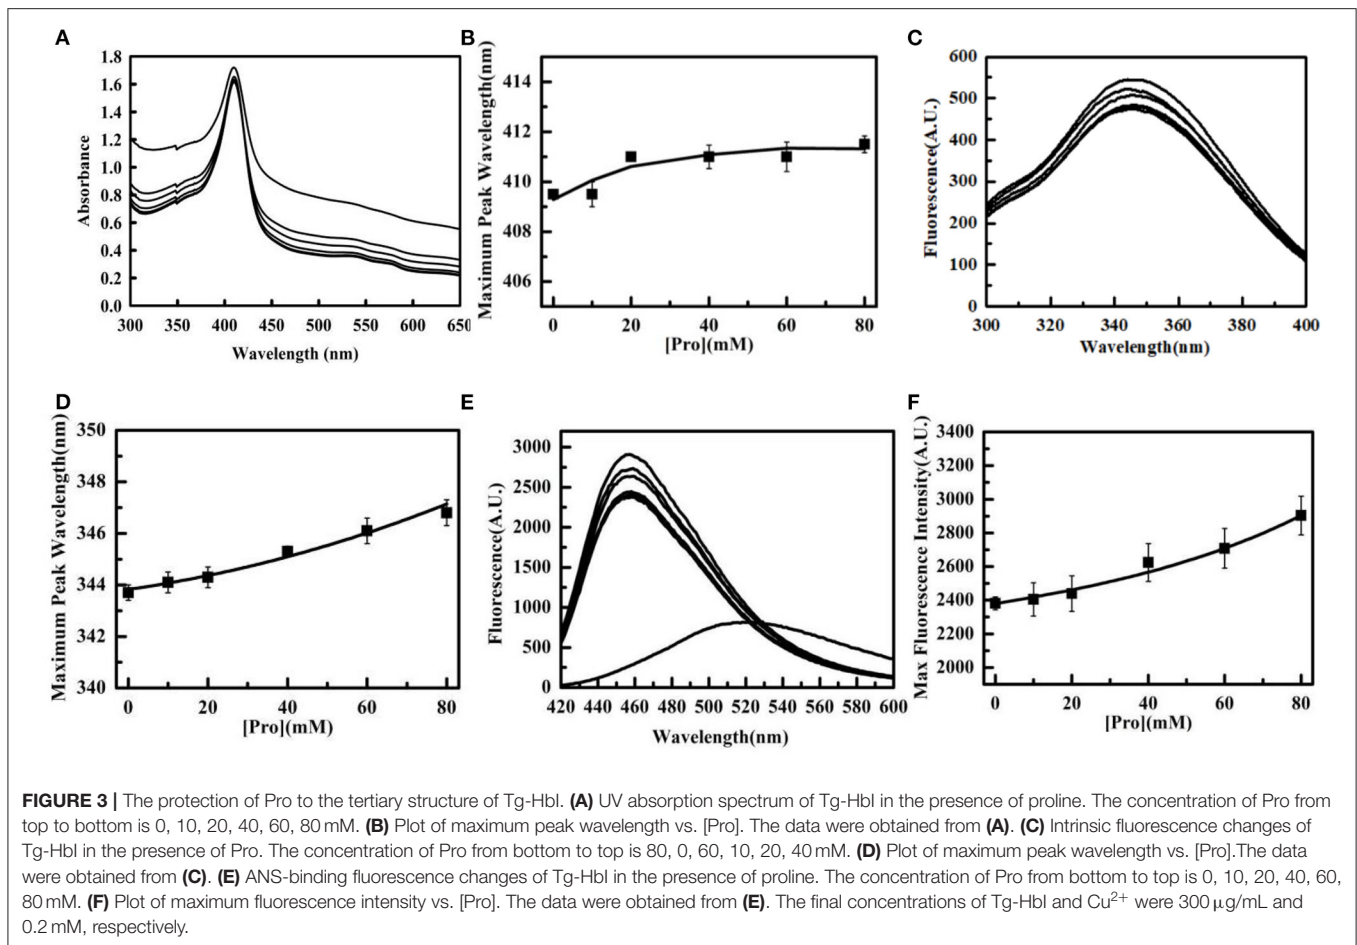 A
Absorbance
1.8
1.6
1.4
1.2
1.0
0.8
0.6
0.4
0.2
0.0
300 350 400 450 500 550 600 650
Wavelength (nm)
B
Maximum Peak Wavelength(nm)
414
412
410
408
406
0 20 40 60 80
[Pro](mM)
C
Fluorescence(A.U.)
600
500
400
300
200
100
0
300 320 340 360 380 400
Wavelength(nm)
D
Maximum Peak Wavelength(nm)
350
348
346
344
342
340
0 20 40 60 80
[Pro](mM)
E
Fluorescence(A.U.)
3000
2500
2000
1500
1000
500
0
420 440 460 480 500 520 540 560 580 600
Wavelength(nm)
F
Max Fluorescence Intensity(A.U.)
3400
3200
3000
2800
2600
2400
2200
2000
0 20 40 60 80
[Pro](mM)
FIGURE 3 | The protection of Pro to the tertiary structure of Tg-HbI. (A) UV absorption spectrum of Tg-HbI in the presence of proline. The concentration of Pro from
top to bottom is 0, 10, 20, 40, 60, 80 mM. (B) Plot of maximum peak wavelength vs. [Pro]. The data were obtained from (A). (C) Intrinsic fluorescence changes of
Tg-HbI in the presence of Pro. The concentration of Pro from bottom to top is 80, 0, 60, 10, 20, 40 mM. (D) Plot of maximum peak wavelength vs. [Pro].The data
were obtained from (C). (E) ANS-binding fluorescence changes of Tg-HbI in the presence of proline. The concentration of Pro from bottom to top is 0, 10, 20, 40, 60,
80 mM. (F) Plot of maximum fluorescence intensity vs. [Pro]. The data were obtained from (E). The final concentrations of Tg-HbI and Cu2+ were 300 μg/mL and
0.2 mM, respectively.